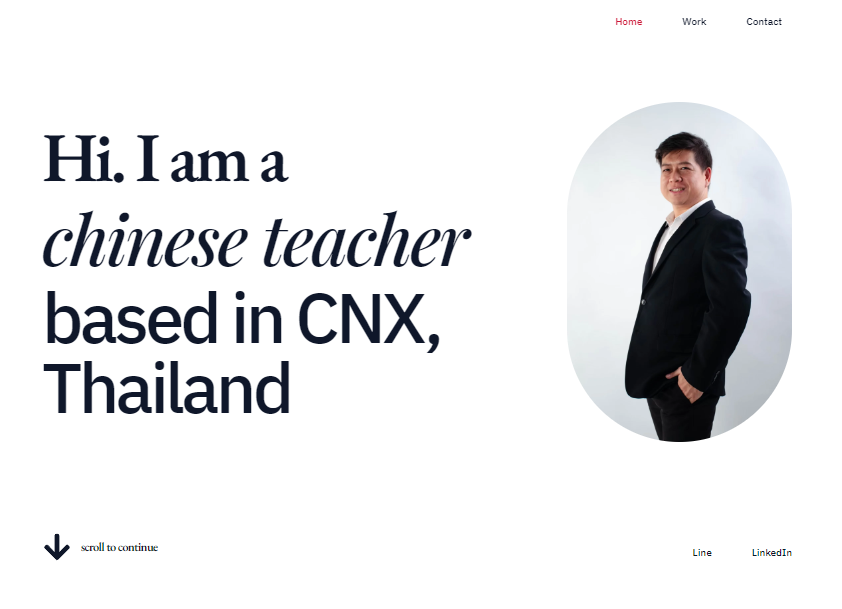 Home Work Contact
Hi. I am a
chinese teacher
based in CNX,
Thailand
scroll to continue
Line LinkedIn